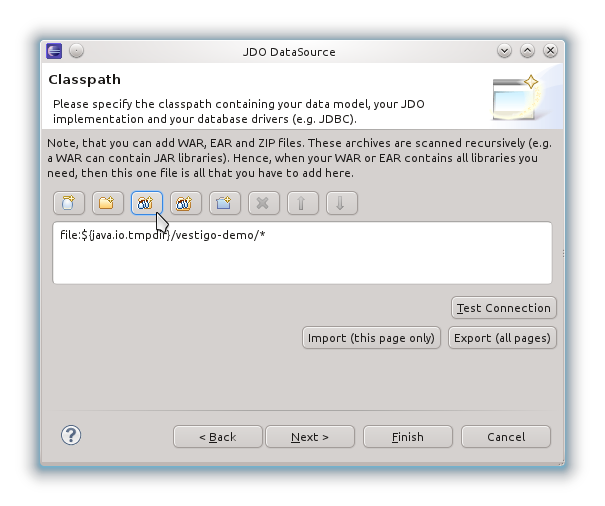 JDO DataSource
Classpath
Please specify the classpath containing your data model, your JDO
implementation and your database drivers (e.g. JDBC).
Note, that you can add WAR, EAR and ZIP files. These archives are scanned recursively (e.g.
a WAR can contain JAR libraries). Hence, when your WAR or EAR contains all libraries you
need, then this one file is all that you have to add here.
file:${java.io.tmpdir}/vestigo-demo/*
Test Connection
Import (this page only) Export (all pages)
? < Back Next > Finish Cancel